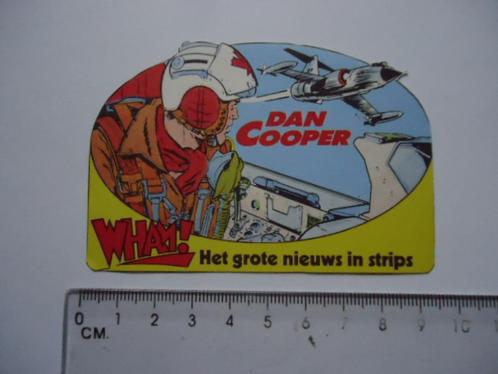 DAN
COOPER
WHAM!
Het grote nieuws in strips
0 1 2 3 4 5 6 7 8 9 10
CM.